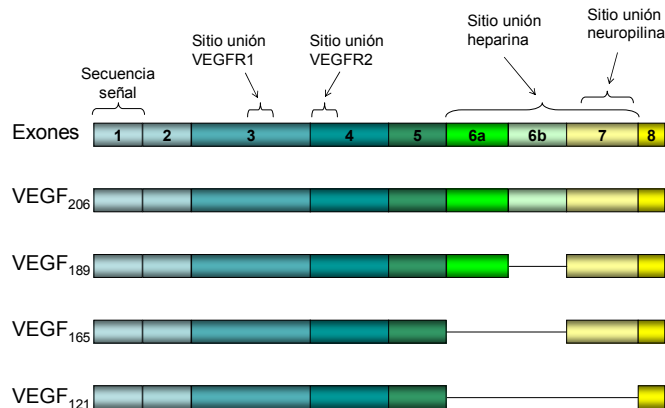 Sitio unión
neuropilina
Sitio unión
heparina
Sitio unión
VEGFR1
Sitio unión
VEGFR2
Secuencia
señal
Exones 1 2 3 4 5 6a 6b 7 8
VEGF206
VEGF189
VEGF165
VEGF121